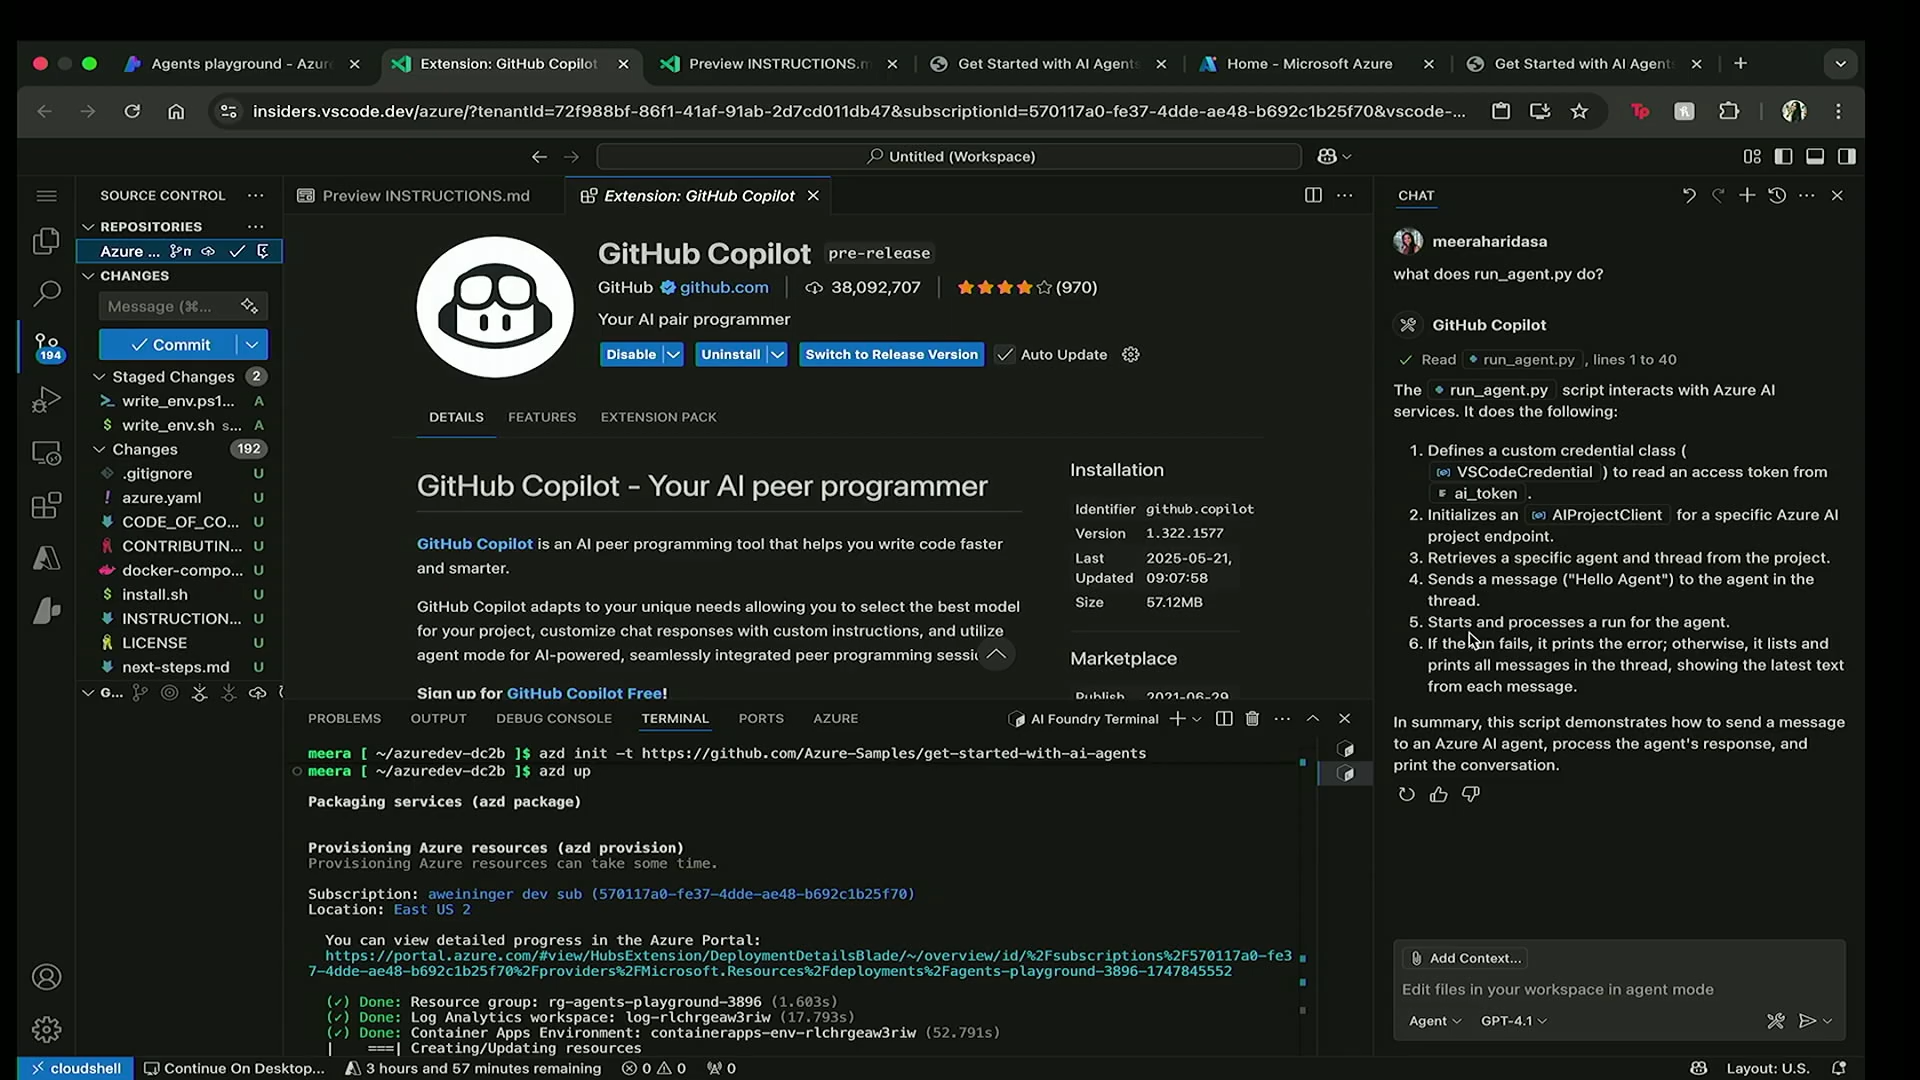 Agents playground - Azur
Extension: GitHub Copilot
Preview INSTRUCTIONS.m
Get Started with AI Agents
Home - Microsoft Azure
Get Started with AI Agent
insiders.vscode.dev/azure/?tenantId=72f988bf-86f1-41af-91ab-2d7cd011db47&subscriptionId=570117a0-fe37-4dde-ae48-b692c1b25f70&vscode-...
Tp
Untitled (Workspace)
SOURCE CONTROL
REPOSITORIES
Azure ...
CHANGES
Message (⌘...
Commit
194
Staged Changes 2
write_env.ps1... A
write_env.sh s... A
Changes 192
.gitignore U
azure.yaml U
CODE_OF_CO... U
CONTRIBUTIN... U
docker-compo... U
install.sh U
INSTRUCTION... U
LICENSE U
next-steps.md U
G...
Preview INSTRUCTIONS.md
Extension: GitHub Copilot
GitHub Copilot pre-release
GitHub github.com 38,092,707 (970)
Your AI pair programmer
Disable Uninstall Switch to Release Version Auto Update
DETAILS FEATURES EXTENSION PACK
GitHub Copilot - Your AI peer programmer
GitHub Copilot is an AI peer programming tool that helps you write code faster
and smarter.
GitHub Copilot adapts to your unique needs allowing you to select the best model
for your project, customize chat responses with custom instructions, and utilize
agent mode for AI-powered, seamlessly integrated peer programming sessi
Sign up for GitHub Copilot Free!
Installation
Identifier github.copilot
Version 1.322.1577
Last 2025-05-21,
Updated 09:07:58
Size 57.12MB
Marketplace
Publish 2021-06-29
PROBLEMS OUTPUT DEBUG CONSOLE TERMINAL PORTS AZURE
AI Foundry Terminal
meera [ ~/azuredev-dc2b ]$ azd init -t https://github.com/Azure-Samples/get-started-with-ai-agents
meera [ ~/azuredev-dc2b ]$ azd up
Packaging services (azd package)
Provisioning Azure resources (azd provision)
Provisioning Azure resources can take some time.
Subscription: aweininger dev sub (570117a0-fe37-4dde-ae48-b692c1b25f70)
Location: East US 2
You can view detailed progress in the Azure Portal:
https://portal.azure.com/#view/HubsExtension/DeploymentDetailsBlade/~/overview/id/%2Fsubscriptions%2F570117a0-fe3
7-4dde-ae48-b692c1b25f70%2Fproviders%2FMicrosoft.Resources%2Fdeployments%2Fagents-playground-3896-1747845552
(✓) Done: Resource group: rg-agents-playground-3896 (1.603s)
(✓) Done: Log Analytics workspace: log-rlchrgeaw3riw (17.793s)
(✓) Done: Container Apps Environment: containerapps-env-rlchrgeaw3riw (52.791s)
| ===| Creating/Updating resources
CHAT
meeraharidasa
what does run_agent.py do?
GitHub Copilot
Read run_agent.py, lines 1 to 40
The run_agent.py script interacts with Azure AI
services. It does the following:
1. Defines a custom credential class (
VSCodeCredential ) to read an access token from
ai_token .
2. Initializes an AIProjectClient for a specific Azure AI
project endpoint.
3. Retrieves a specific agent and thread from the project.
4. Sends a message ("Hello Agent") to the agent in the
thread.
5. Starts and processes a run for the agent.
6. If the run fails, it prints the error; otherwise, it lists and
prints all messages in the thread, showing the latest text
from each message.
In summary, this script demonstrates how to send a message
to an Azure AI agent, process the agent's response, and
print the conversation.
Add Context...
Edit files in your workspace in agent mode
Agent GPT-4.1
cloudshell Continue On Desktop... 3 hours and 57 minutes remaining 0 0 0 Layout: U.S.